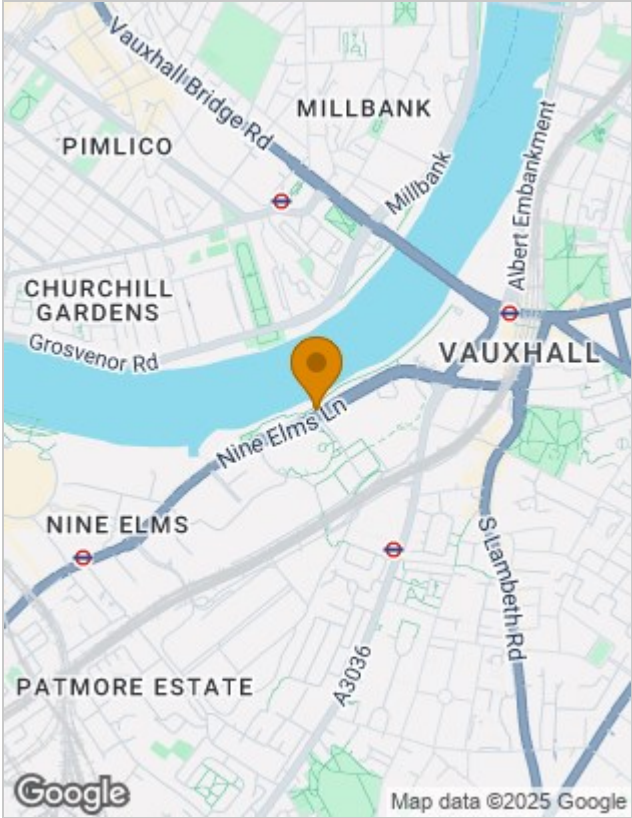 Vauxhall Bridge Rd
MILLBANK
PIMLICO
Millbank
Albert Embankment
CHURCHILL
GARDENS
Grosvenor Rd
VAUXHALL
Nine Elms Ln
NINE ELMS
S Lambeth Rd
A3036
PATMORE ESTATE
Google
Map data ©2025 Google